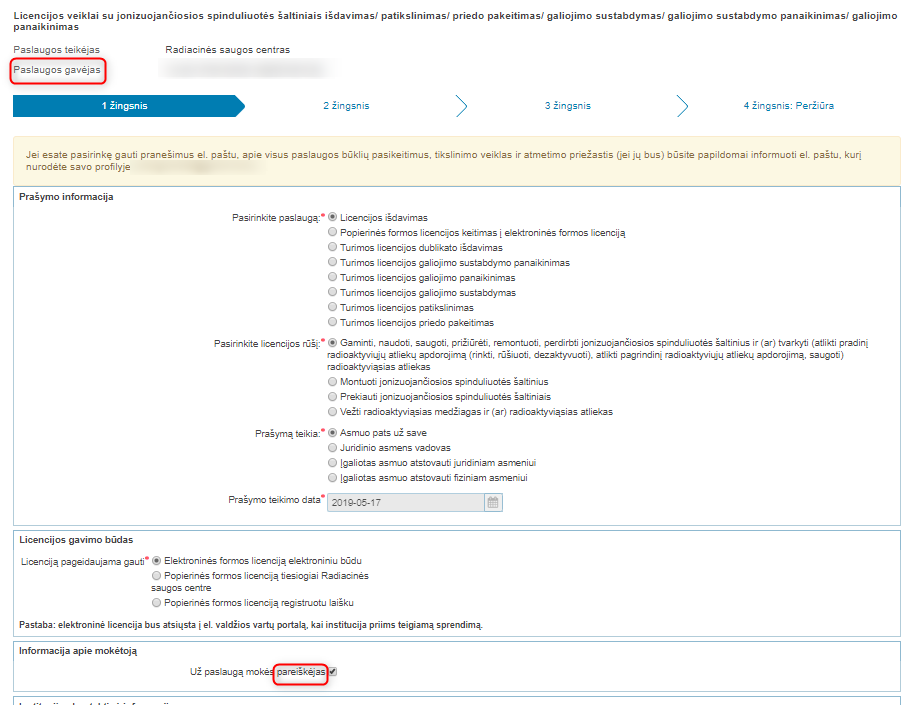 Licencijos veiklai su jonizuojančiosios spinduliuotės šaltiniais išdavimas/ patikslinimas/ priedo pakeitimas/ galiojimo sustabdymas/ galiojimo sustabdymo panaikinimas/ galiojimo
panaikinimas
Paslaugos teikėjas Radiacinės saugos centras
Paslaugos gavėjas
1 žingsnis 2 žingsnis 3 žingsnis 4 žingsnis: Peržiūra
Jei esate pasirinkę gauti pranešimus el. paštu, apie visus paslaugos būklių pasikeitimus, tikslinimo veiklas ir atmetimo priežastis (jei jų bus) būsite papildomai informuoti el. paštu, kurį
nurodėte savo profilyje
Prašymo informacija
Pasirinkite paslaugą:* Licencijos išdavimas
Popierinės formos licencijos keitimas į elektroninės formos licenciją
Turimos licencijos dublikato išdavimas
Turimos licencijos galiojimo sustabdymo panaikinimas
Turimos licencijos galiojimo panaikinimas
Turimos licencijos galiojimo sustabdymas
Turimos licencijos patikslinimas
Turimos licencijos priedo pakeitimas
Pasirinkite licencijos rūšį:* Gaminti, naudoti, saugoti, prižiūrėti, remontuoti, perdirbti jonizuojančiosios spinduliuotės šaltinius ir (ar) tvarkyti (atlikti pradinį
radioaktyviųjų atliekų apdorojimą (rinkti, rūšiuoti, dezaktyvuoti), atlikti pagrindinį radioaktyviųjų atliekų apdorojimą, saugoti)
radioaktyviąsias atliekas
Montuoti jonizuojančiosios spinduliuotės šaltinius
Prekiauti jonizuojančiosios spinduliuotės šaltiniais
Vežti radioaktyviąsias medžiagas ir (ar) radioaktyviąsias atliekas
Prašymą teikia:* Asmuo pats už save
Juridinio asmens vadovas
Įgaliotas asmuo atstovauti juridiniam asmeniui
Įgaliotas asmuo atstovauti fiziniam asmeniui
Prašymo teikimo data* 2019-05-17
Licencijos gavimo būdas
Licenciją pageidaujama gauti* Elektroninės formos licenciją elektroniniu būdu
Popierinės formos licenciją tiesiogiai Radiacinės
saugos centre
Popierinės formos licenciją registruotu laišku
Pastaba: elektroninė licencija bus atsiųsta į el. valdžios vartų portalą, kai institucija priims teigiamą sprendimą.
Informacija apie mokėtoją
Už paslaugą mokės pareiškėjas